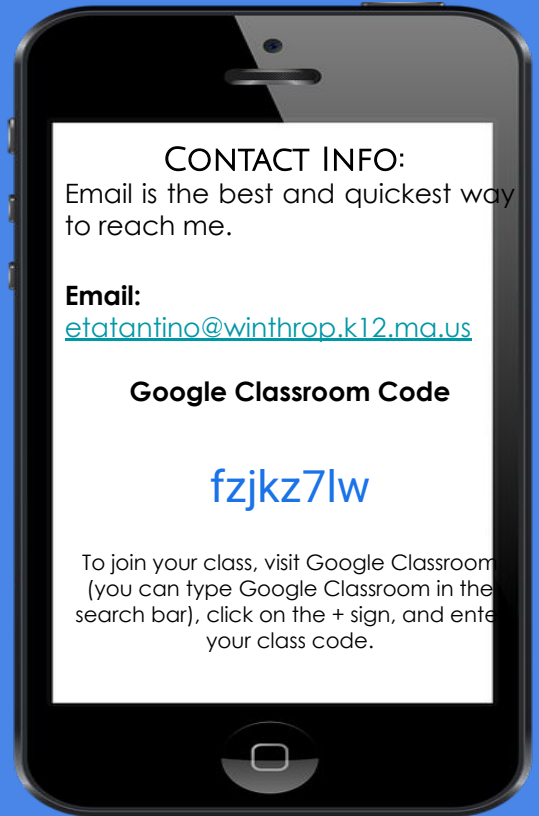 CONTACT INFO:
Email is the best and quickest way
to reach me.
Email:
etatantino@winthrop.k12.ma.us
Google Classroom Code
fzjkz7lw
To join your class, visit Google Classroom
(you can type Google Classroom in the
search bar), click on the + sign, and enter
your class code.